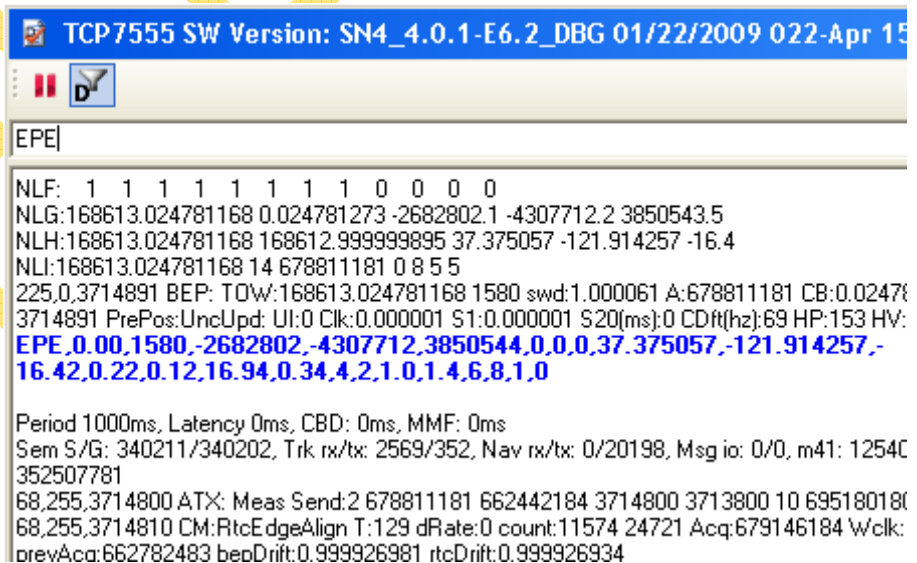 TCP7555 SW Version: SN4_4.0.1-E6.2_DBG 01/22/2009 022-Apr 15
D
EPE
NLF: 1 1 1 1 1 1 1 1 0 0 0 0
NLG:168613.024781168 0.024781273 -2682802.1 -4307712.2 3850543.5
NLH:168613.024781168 168612.999999895 37.375057 -121.914257 -16.4
NLI:168613.024781168 14 678811181 0 8 5 5
225,0,3714891 BEP: TOW:168613.024781168 1580 swd:1.000061 A:678811181 CB:0.02478
3714891 PrePos:UncUpd: UI:0 Clk:0.000001 S1:0.000001 S20(ms):0 CDft(hz):69 HP:153 HV:
EPE,0.00,1580,-2682802,-4307712,3850544,0,0,0,37.375057,-121.914257,-
16.42,0.22,0.12,16.94,0.34,4,2,1.0,1.4,6,8,1,0
Period 1000ms, Latency 0ms, CBD: 0ms, MMF: 0ms
Sem S/G: 340211/340202, Trk rx/tx: 2569/352, Nav rx/tx: 0/20198, Msg io: 0/0, m41: 12540
352507781
68,255,3714800 ATX: Meas Send:2 678811181 662442184 3714800 3713800 10 695180180
68,255,3714810 CM:RtcEdgeAlign T:129 dRate:0 count:11574 24721 Acq:679146184 Wclk:
prevAcq:662782483 bepDrift:0.999926981 rtcDrift:0.999926934